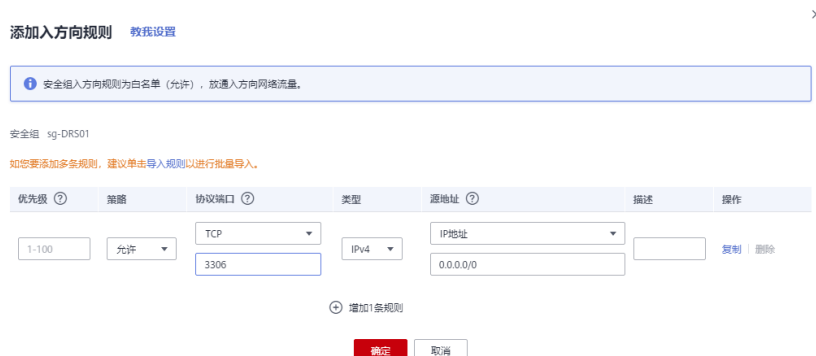 添加入方向规则 教我设置
安全组入方向规则为白名单（允许），放通入方向网络流量。
安全组 sg-DRS01
如您要添加多条规则，建议单击导入规则以进行批量导入。
优先级 ? 策略 协议端口 ? 类型 源地址 ? 描述 操作
TCP IP地址
1-100 允许 IPv4 复制 删除
3306 0.0.0.0/0
增加1条规则
确定 取消